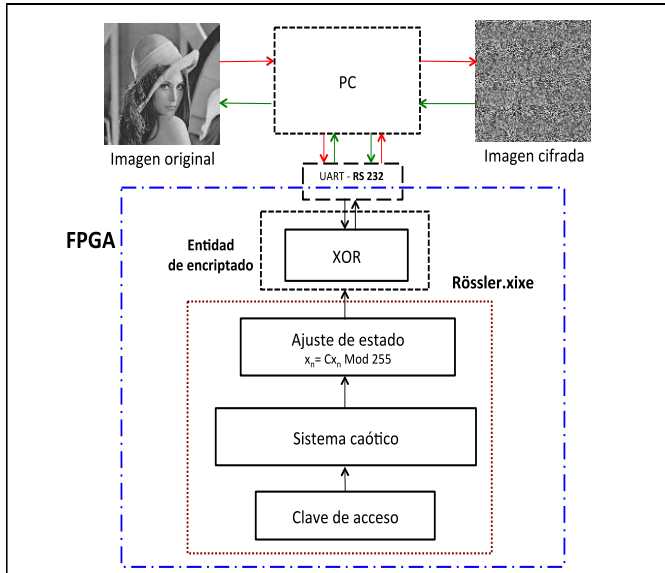 PC
Imagen original
Imagen cifrada
UART - RS 232
FPGA
Entidad
de encriptado
XOR
Rössler.xixe
Ajuste de estado
xn= Cxn Mod 255
Sistema caótico
Clave de acceso